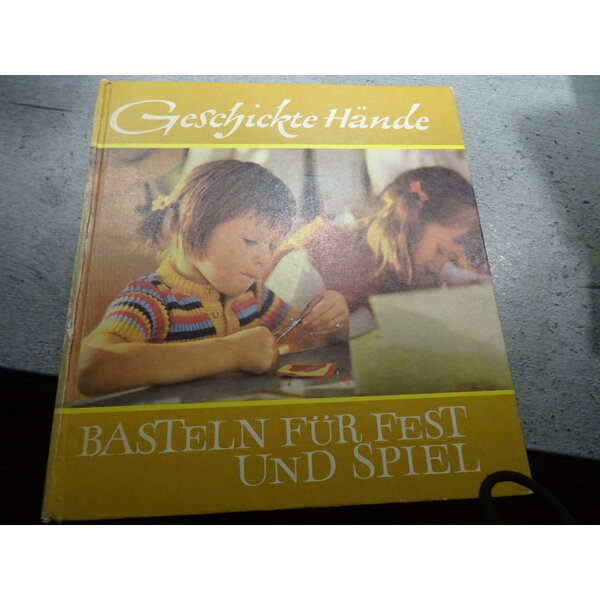 Geschickte Hände
BASTELN FÜR FEST
UND SPIEL